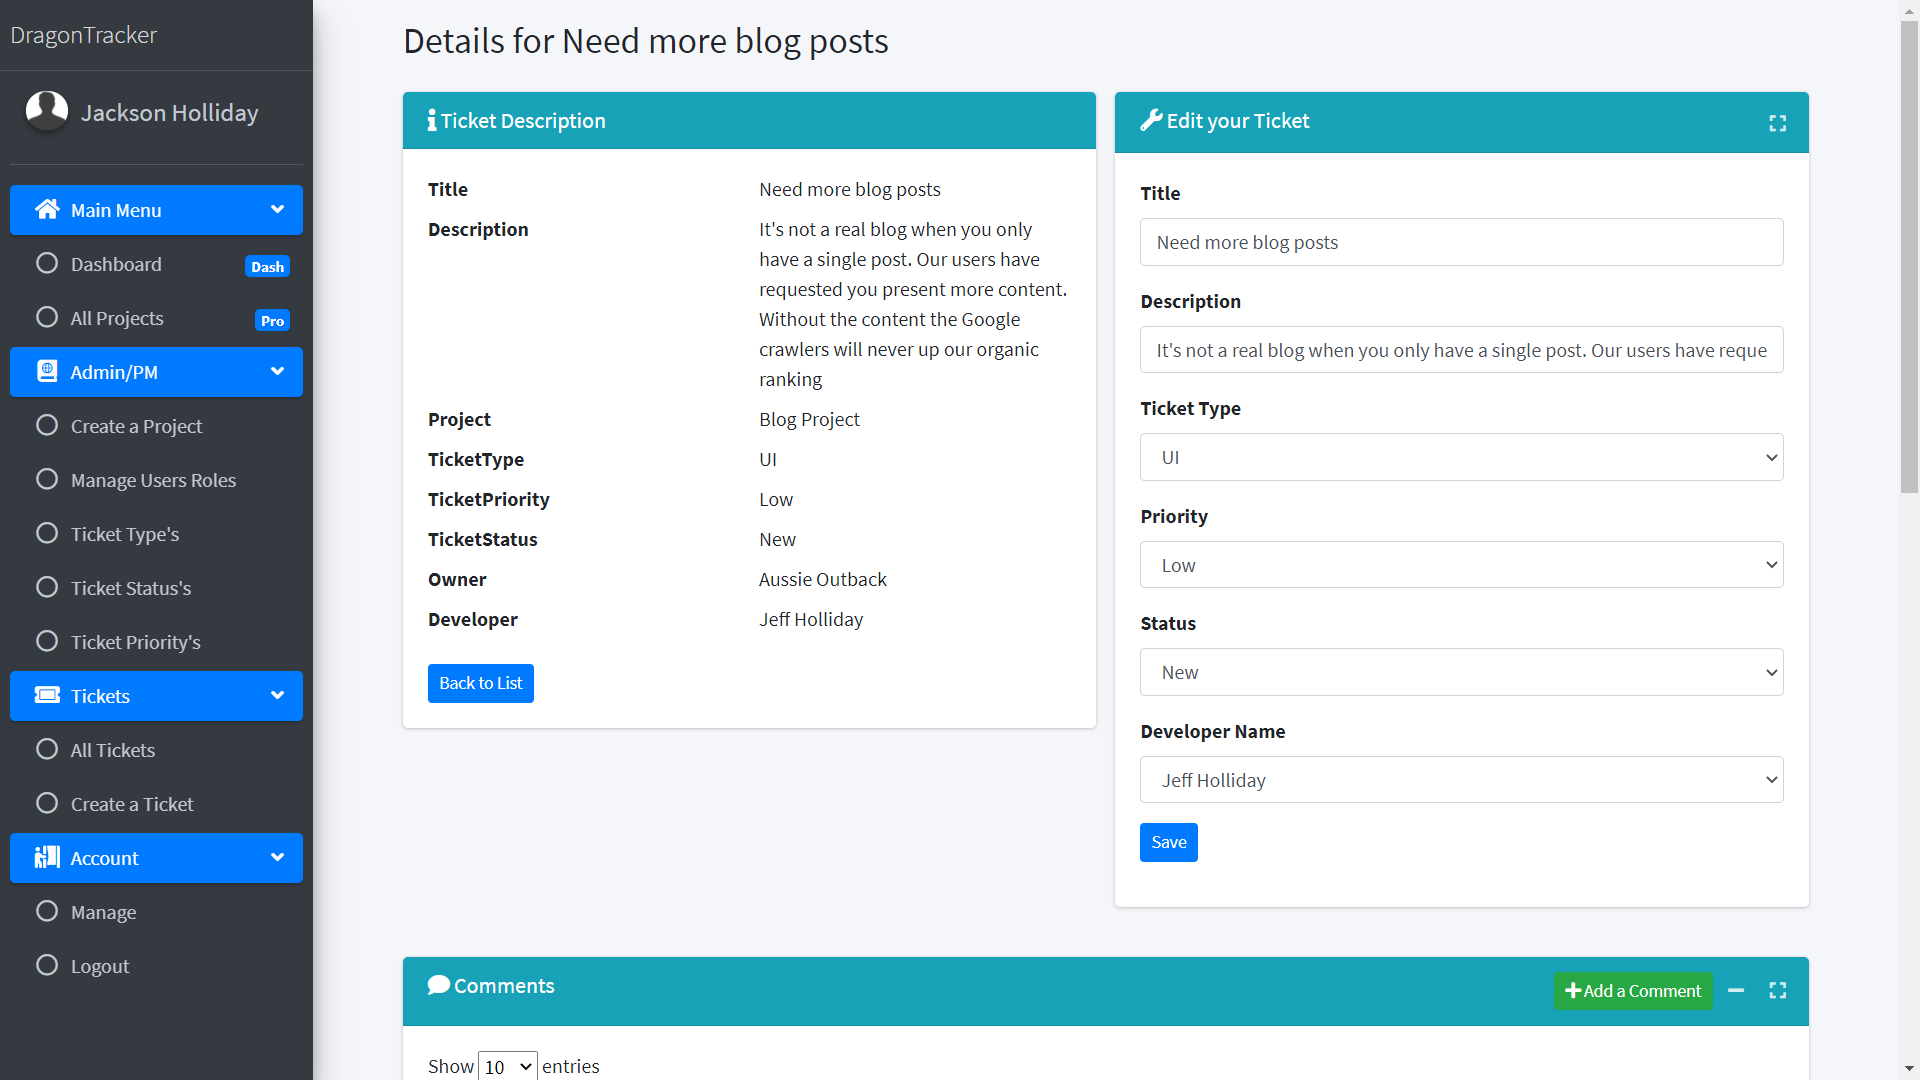 DragonTracker
Jackson Holliday
Main Menu
Dashboard Dash
All Projects Pro
Admin/PM
Create a Project
Manage Users Roles
Ticket Type's
Ticket Status's
Ticket Priority's
Tickets
All Tickets
Create a Ticket
Account
Manage
Logout
Details for Need more blog posts
Ticket Description
Title Need more blog posts
Description It's not a real blog when you only
have a single post. Our users have
requested you present more content.
Without the content the Google
crawlers will never up our organic
ranking
Project Blog Project
TicketType UI
TicketPriority Low
TicketStatus New
Owner Aussie Outback
Developer Jeff Holliday
Back to List
Edit your Ticket
Title
Need more blog posts
Description
It's not a real blog when you only have a single post. Our users have reque
Ticket Type
UI
Priority
Low
Status
New
Developer Name
Jeff Holliday
Save
Comments
Add a Comment
Show 10 entries